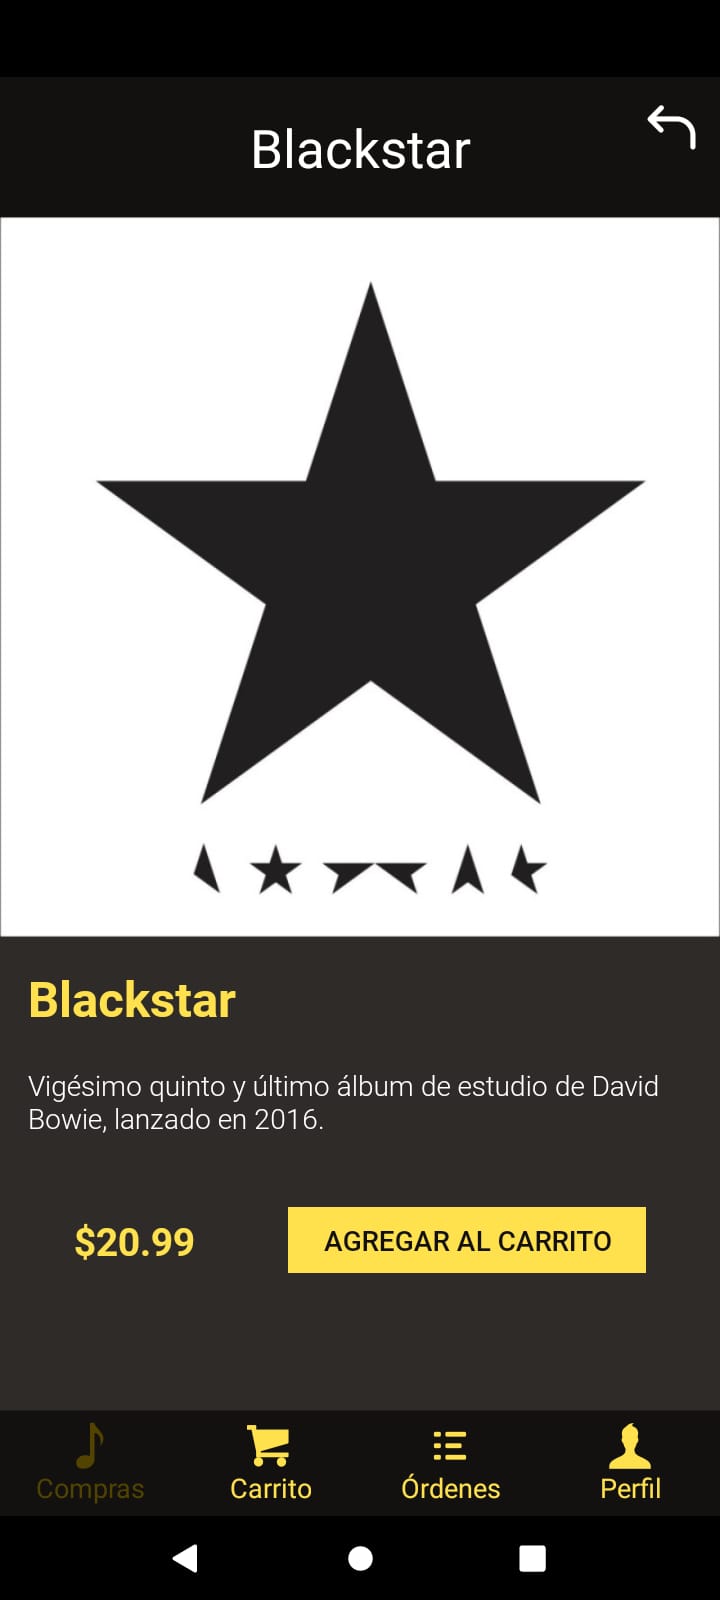 Blackstar
Blackstar
Vigésimo quinto y último álbum de estudio de David
Bowie, lanzado en 2016.
$20.99
AGREGAR AL CARRITO
Compras
Carrito
Órdenes
Perfil